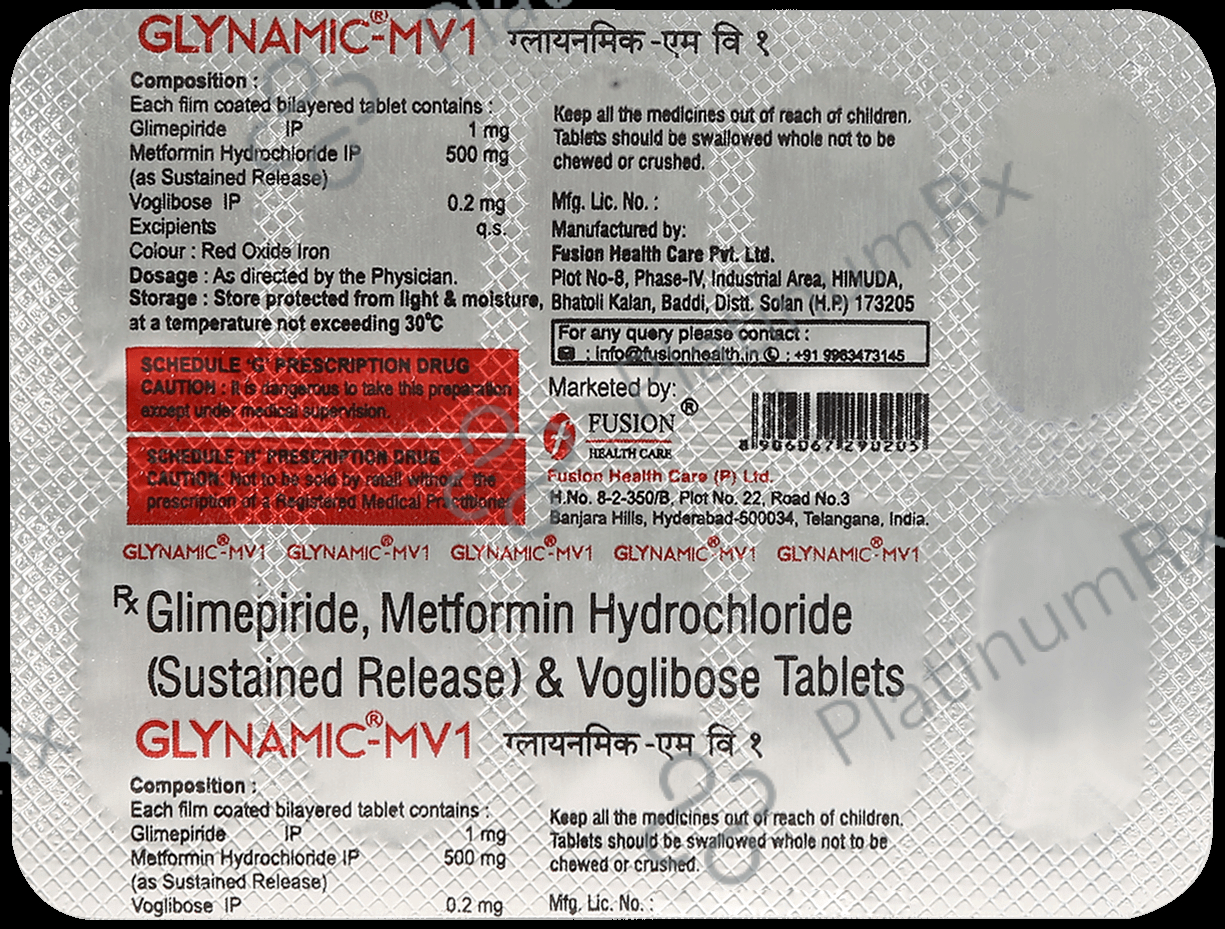 GLYNAMIC®-MV1 ग्लायनमिक -एम वि १
Composition :
Each film coated bilayered tablet contains :
Glimepiride IP 1 mg
Metformin Hydrochloride IP 500 mg
(as Sustained Release)
Voglibose IP 0.2 mg
Excipients q.s.
Colour : Red Oxide Iron
Dosage : As directed by the Physician.
Storage : Store protected from light & moisture,
at a temperature not exceeding 30°C
SCHEDULE 'G' PRESCRIPTION DRUG
CAUTION : It is dangerous to take this preparation
except under medical supervision.
SCHEDULE 'H' PRESCRIPTION DRUG
CAUTION: Not to be sold by retail without the
prescription of a Registered Medical Practitioner
Keep all the medicines out of reach of children.
Tablets should be swallowed whole not to be
chewed or crushed.
Mfg. Lic. No. :
Manufactured by:
Fusion Health Care Pvt. Ltd.
Plot No-8, Phase-IV, Industrial Area, HIMUDA,
Bhatoli Kalan, Baddi, Distt. Solan (H.P.) 173205
For any query please contact :
: info@fusionhealth.in : +91 9963473145
Marketed by:
FUSION ®
HEALTH CARE
8906067290205
Fusion Health Care (P) Ltd.
H.No. 8-2-350/B, Plot No. 22, Road No.3
Banjara Hills, Hyderabad-500034, Telangana, India.
GLYNAMIC®-MV1 GLYNAMIC®-MV1 GLYNAMIC®-MV1 GLYNAMIC®-MV1 GLYNAMIC®-MV1
Rx Glimepiride, Metformin Hydrochloride
(Sustained Release) & Voglibose Tablets
GLYNAMIC®-MV1 ग्लायनमिक -एम वि १
Composition :
Each film coated bilayered tablet contains :
Glimepiride IP 1 mg
Metformin Hydrochloride IP 500 mg
(as Sustained Release)
Voglibose IP 0.2 mg
Keep all the medicines out of reach of children.
Tablets should be swallowed whole not to be
chewed or crushed.
Mfg. Lic. No. :
PlatinumRx
PlatinumRx